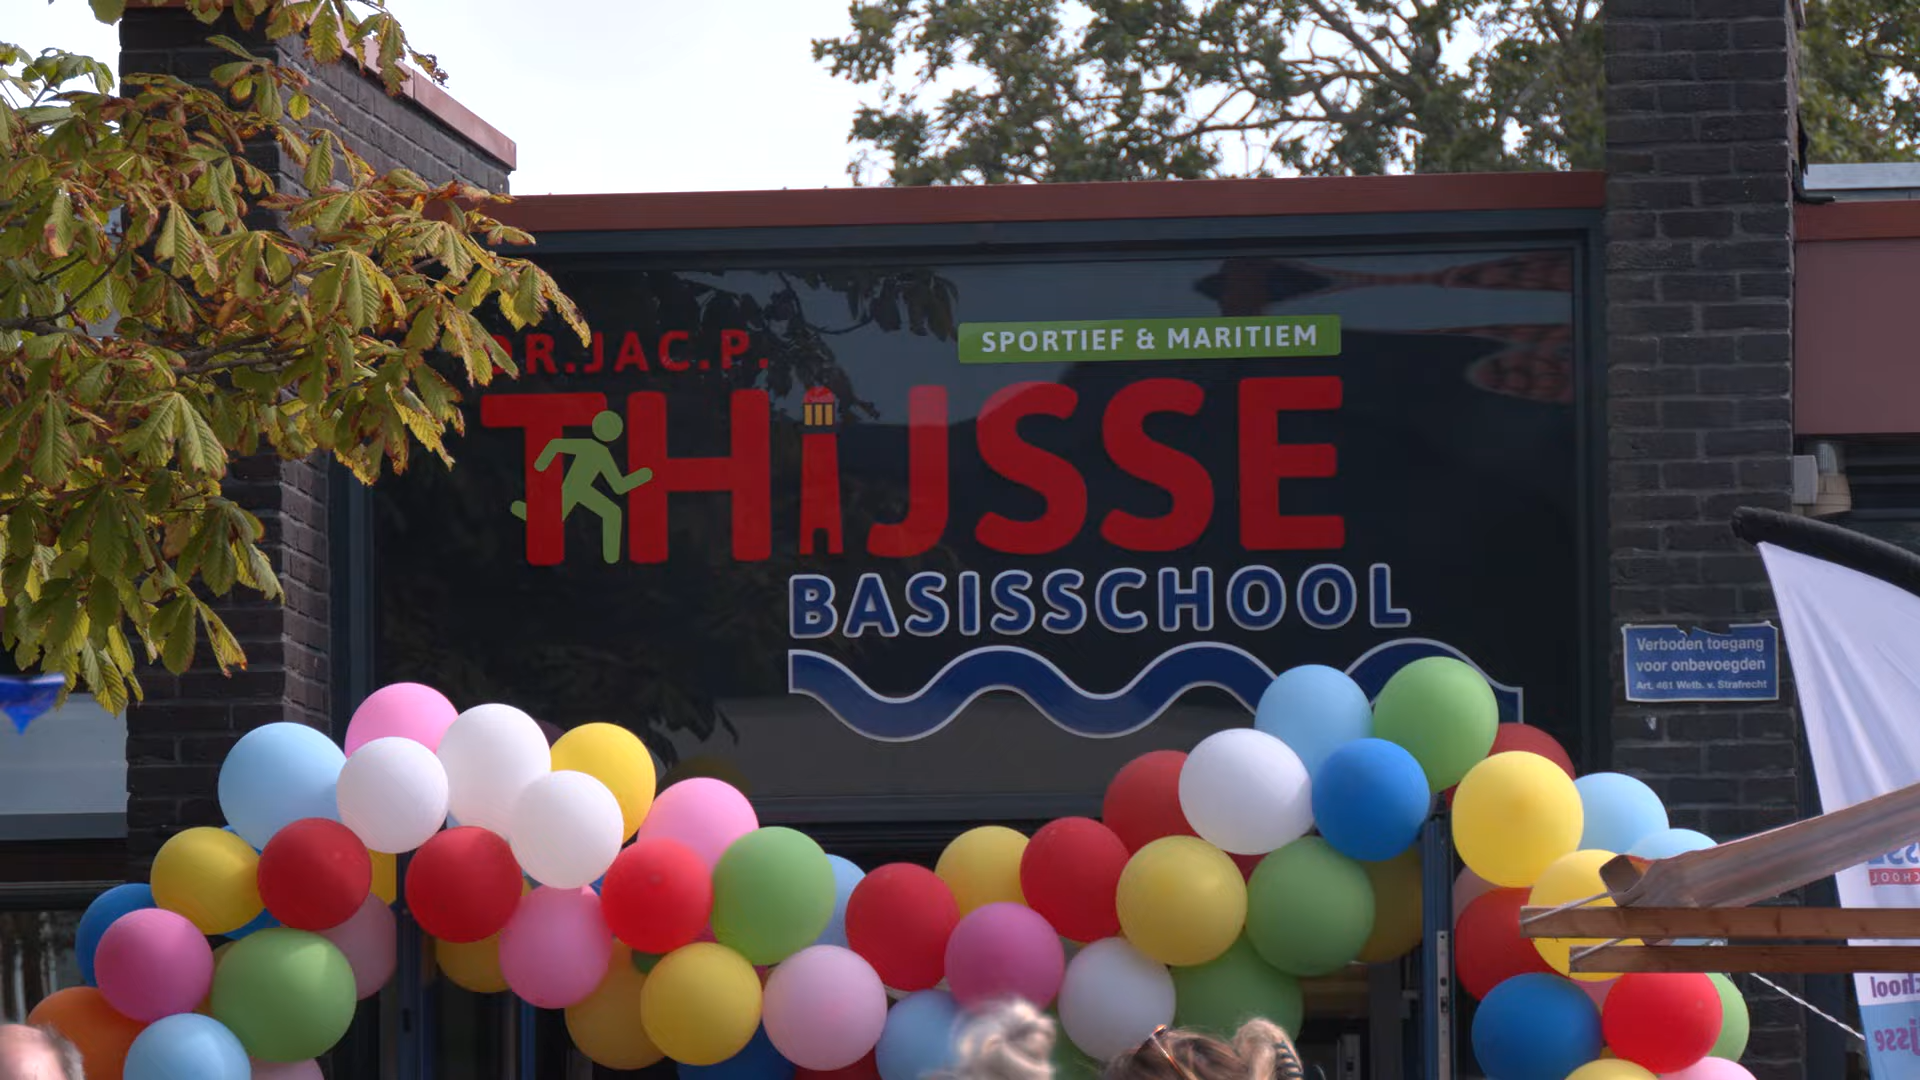 DR.JAC.P.
SPORTIEF & MARITIEM
THIJSSE
BASISSCHOOL
Verboden toegang
voor onbevoegden
Art. 461 Wetb. v. Strafrecht